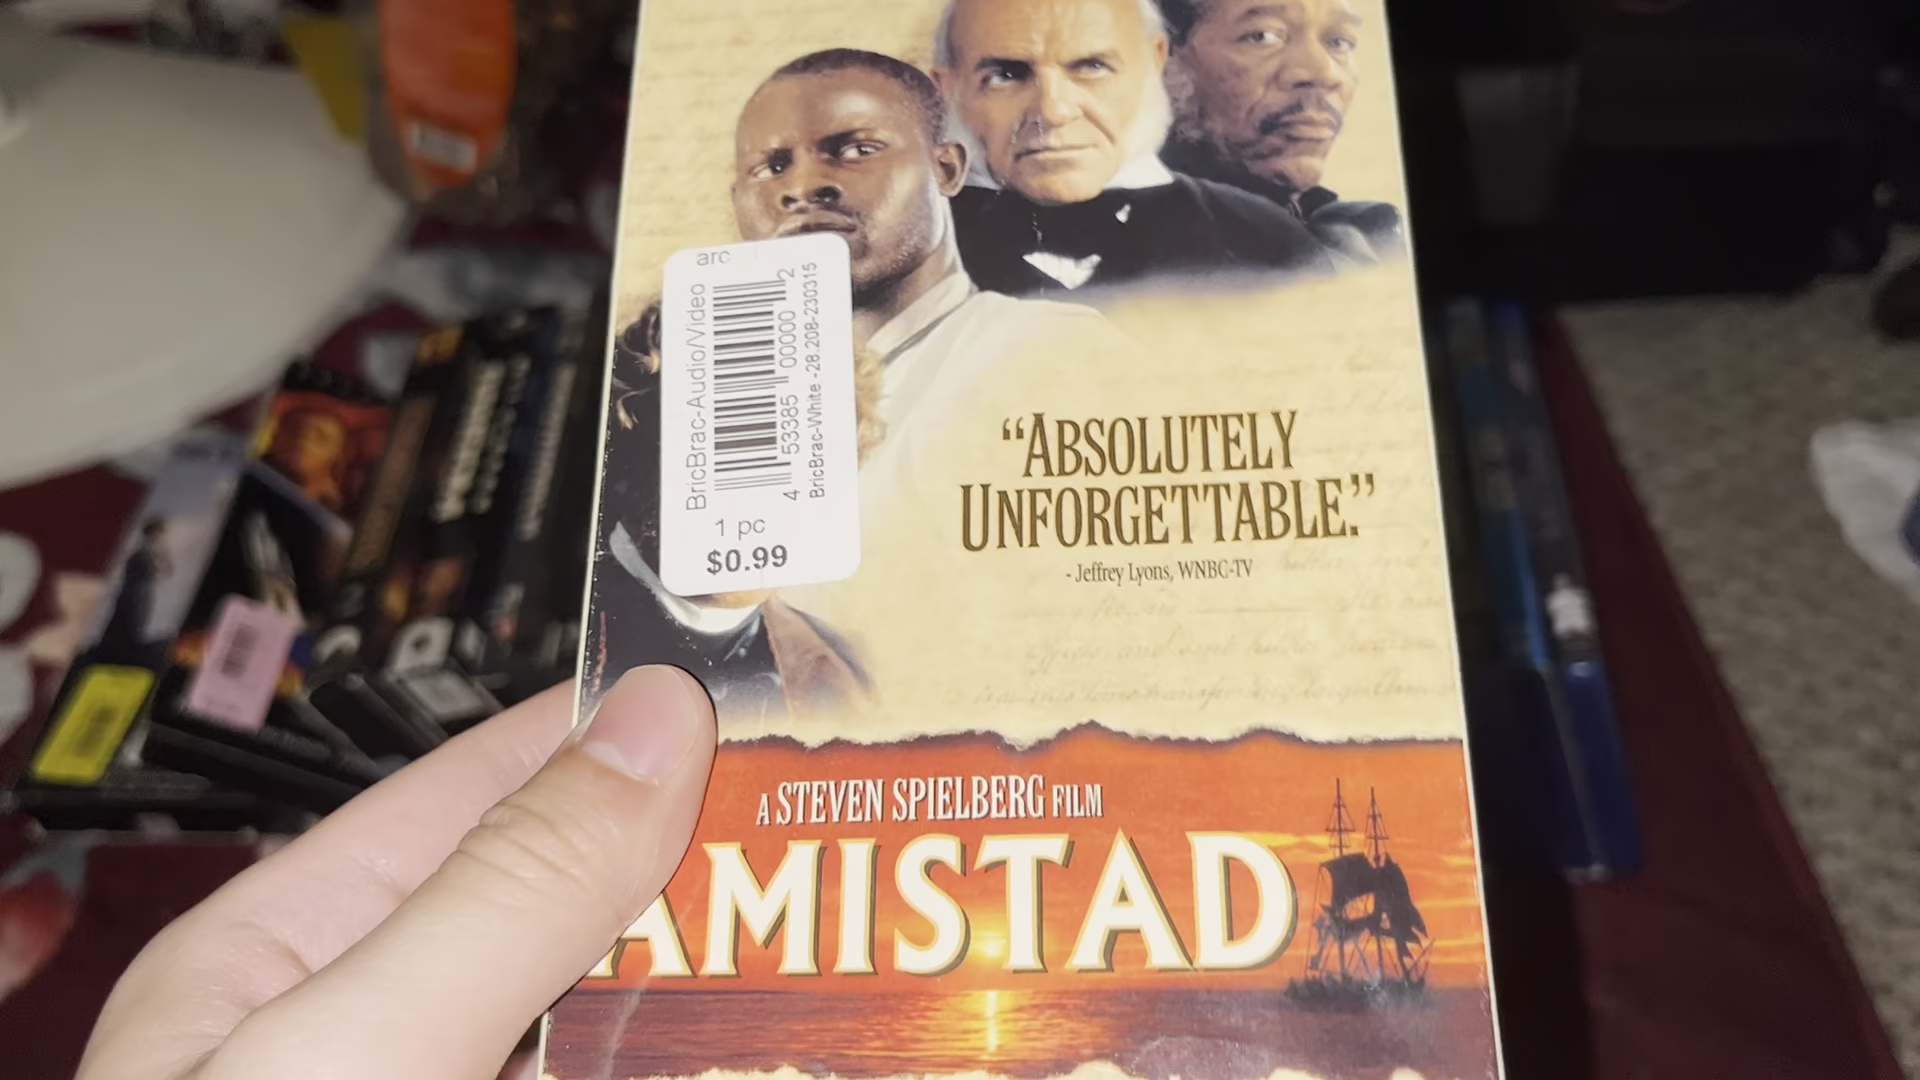 arc
BricBrac-Audio/Video
4 53385 00000 2
BricBrac-White -28.208-230315
1 pc
$0.99
“ABSOLUTELY
UNFORGETTABLE.”
- Jeffrey Lyons, WNBC-TV
A STEVEN SPIELBERG FILM
AMISTAD